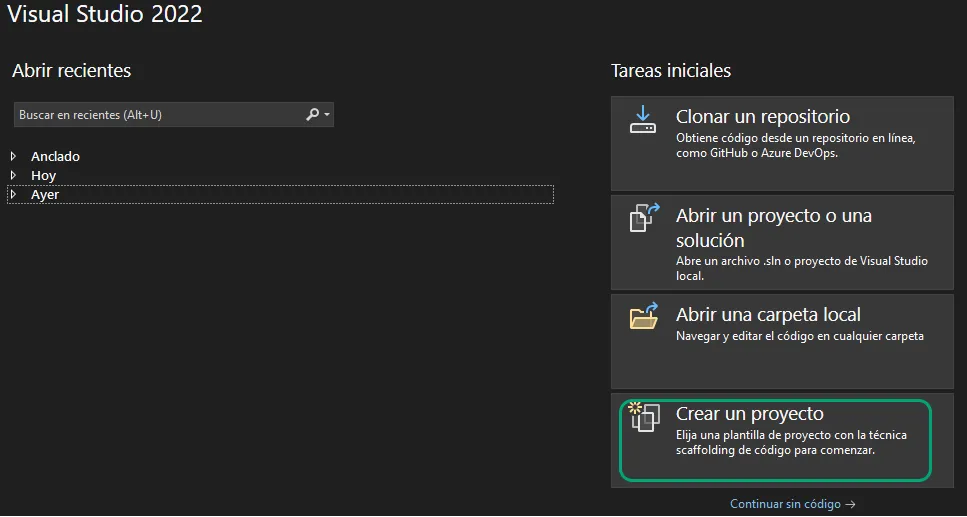 Visual Studio 2022
Abrir recientes
Buscar en recientes (Alt+U)
Anclado
Hoy
Ayer
Tareas iniciales
Clonar un repositorio
Obtiene código desde un repositorio en línea,
como GitHub o Azure DevOps.
Abrir un proyecto o una
solución
Abre un archivo .sln o proyecto de Visual Studio
local.
Abrir una carpeta local
Navegar y editar el código en cualquier carpeta
Crear un proyecto
Elija una plantilla de proyecto con la técnica
scaffolding de código para comenzar.
Continuar sin código →